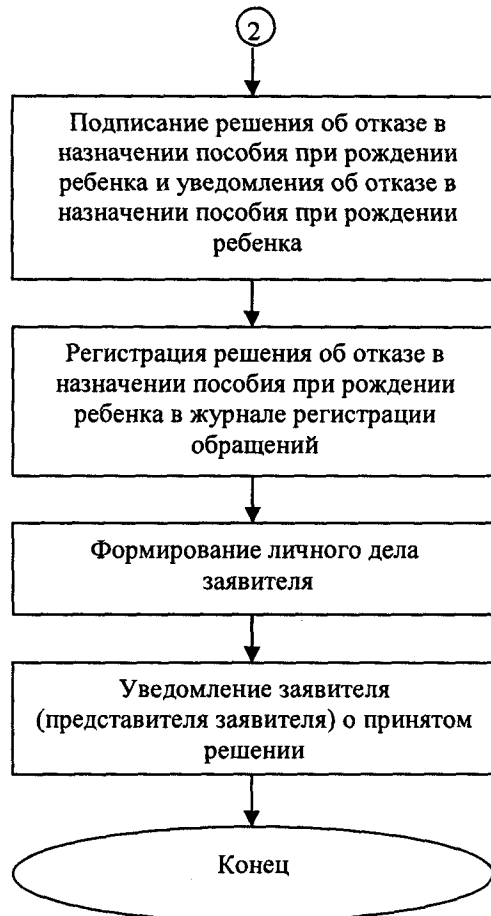 2
Подписание решения об отказе в
назначении пособия при рождении
ребенка и уведомления об отказе в
назначении пособия при рождении
ребенка
Регистрация решения об отказе в
назначении пособия при рождении
ребенка в журнале регистрации
обращений
Формирование личного дела
заявителя
Уведомление заявителя
(представителя заявителя) о принятом
решении
Конец